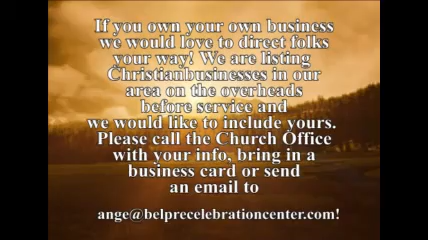 If you own your own business
we would love to direct folks
your way! We are listing
Christianbusinesses in our
area on the overheads
before service and
we would like to include yours.
Please call the Church Office
with your info, bring in a
business card or send
an email to
ange@belprecelebrationcenter.com!